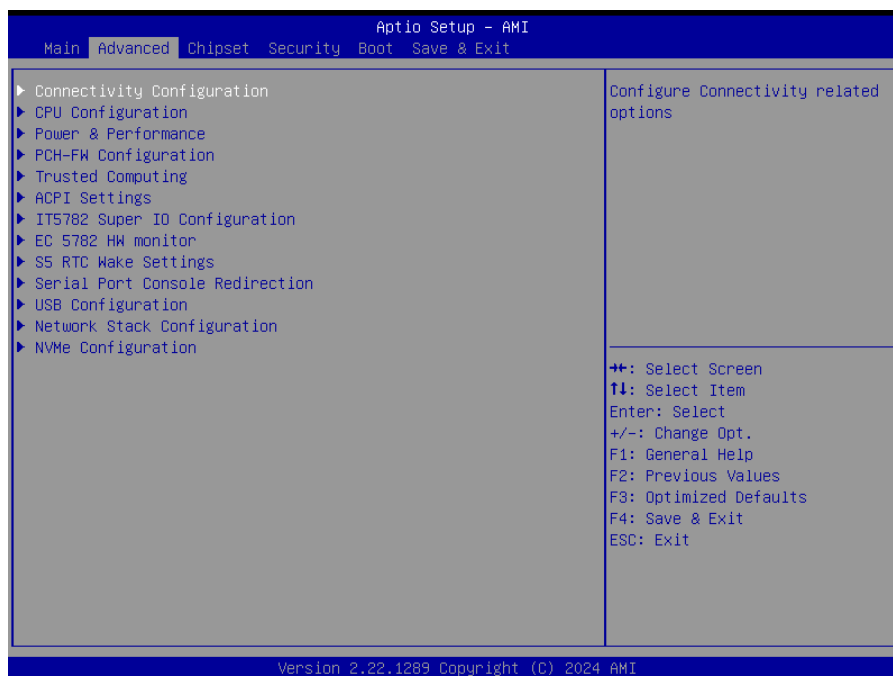 Aptio Setup – AMI
Main Advanced Chipset Security Boot Save & Exit
Connectivity Configuration
CPU Configuration
Power & Performance
PCH-FW Configuration
Trusted Computing
ACPI Settings
IT5782 Super IO Configuration
EC 5782 HW monitor
S5 RTC Wake Settings
Serial Port Console Redirection
USB Configuration
Network Stack Configuration
NVMe Configuration
Configure Connectivity related
options
→←: Select Screen
↑↓: Select Item
Enter: Select
+/-: Change Opt.
F1: General Help
F2: Previous Values
F3: Optimized Defaults
F4: Save & Exit
ESC: Exit
Version 2.22.1289 Copyright (C) 2024 AMI